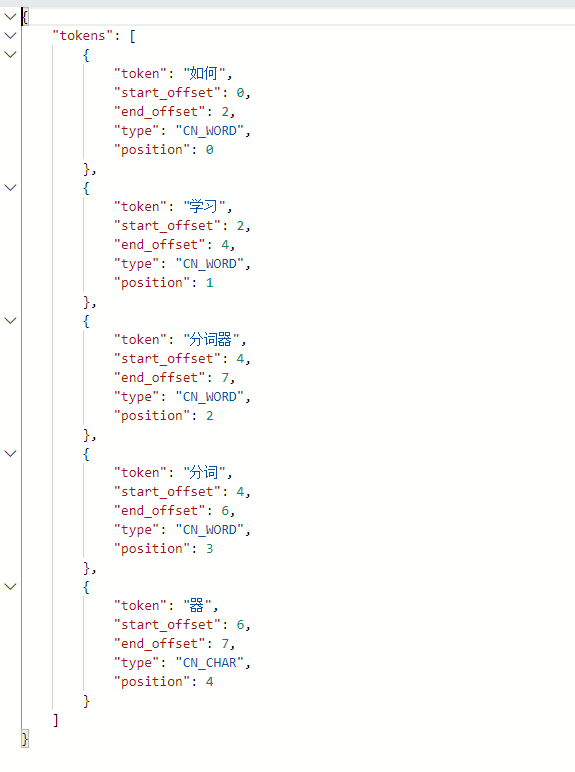 {
    "tokens": [
        {
            "token": "如何",
            "start_offset": 0,
            "end_offset": 2,
            "type": "CN_WORD",
            "position": 0
        },
        {
            "token": "学习",
            "start_offset": 2,
            "end_offset": 4,
            "type": "CN_WORD",
            "position": 1
        },
        {
            "token": "分词器",
            "start_offset": 4,
            "end_offset": 7,
            "type": "CN_WORD",
            "position": 2
        },
        {
            "token": "分词",
            "start_offset": 4,
            "end_offset": 6,
            "type": "CN_WORD",
            "position": 3
        },
        {
            "token": "器",
            "start_offset": 6,
            "end_offset": 7,
            "type": "CN_CHAR",
            "position": 4
        }
    ]
}